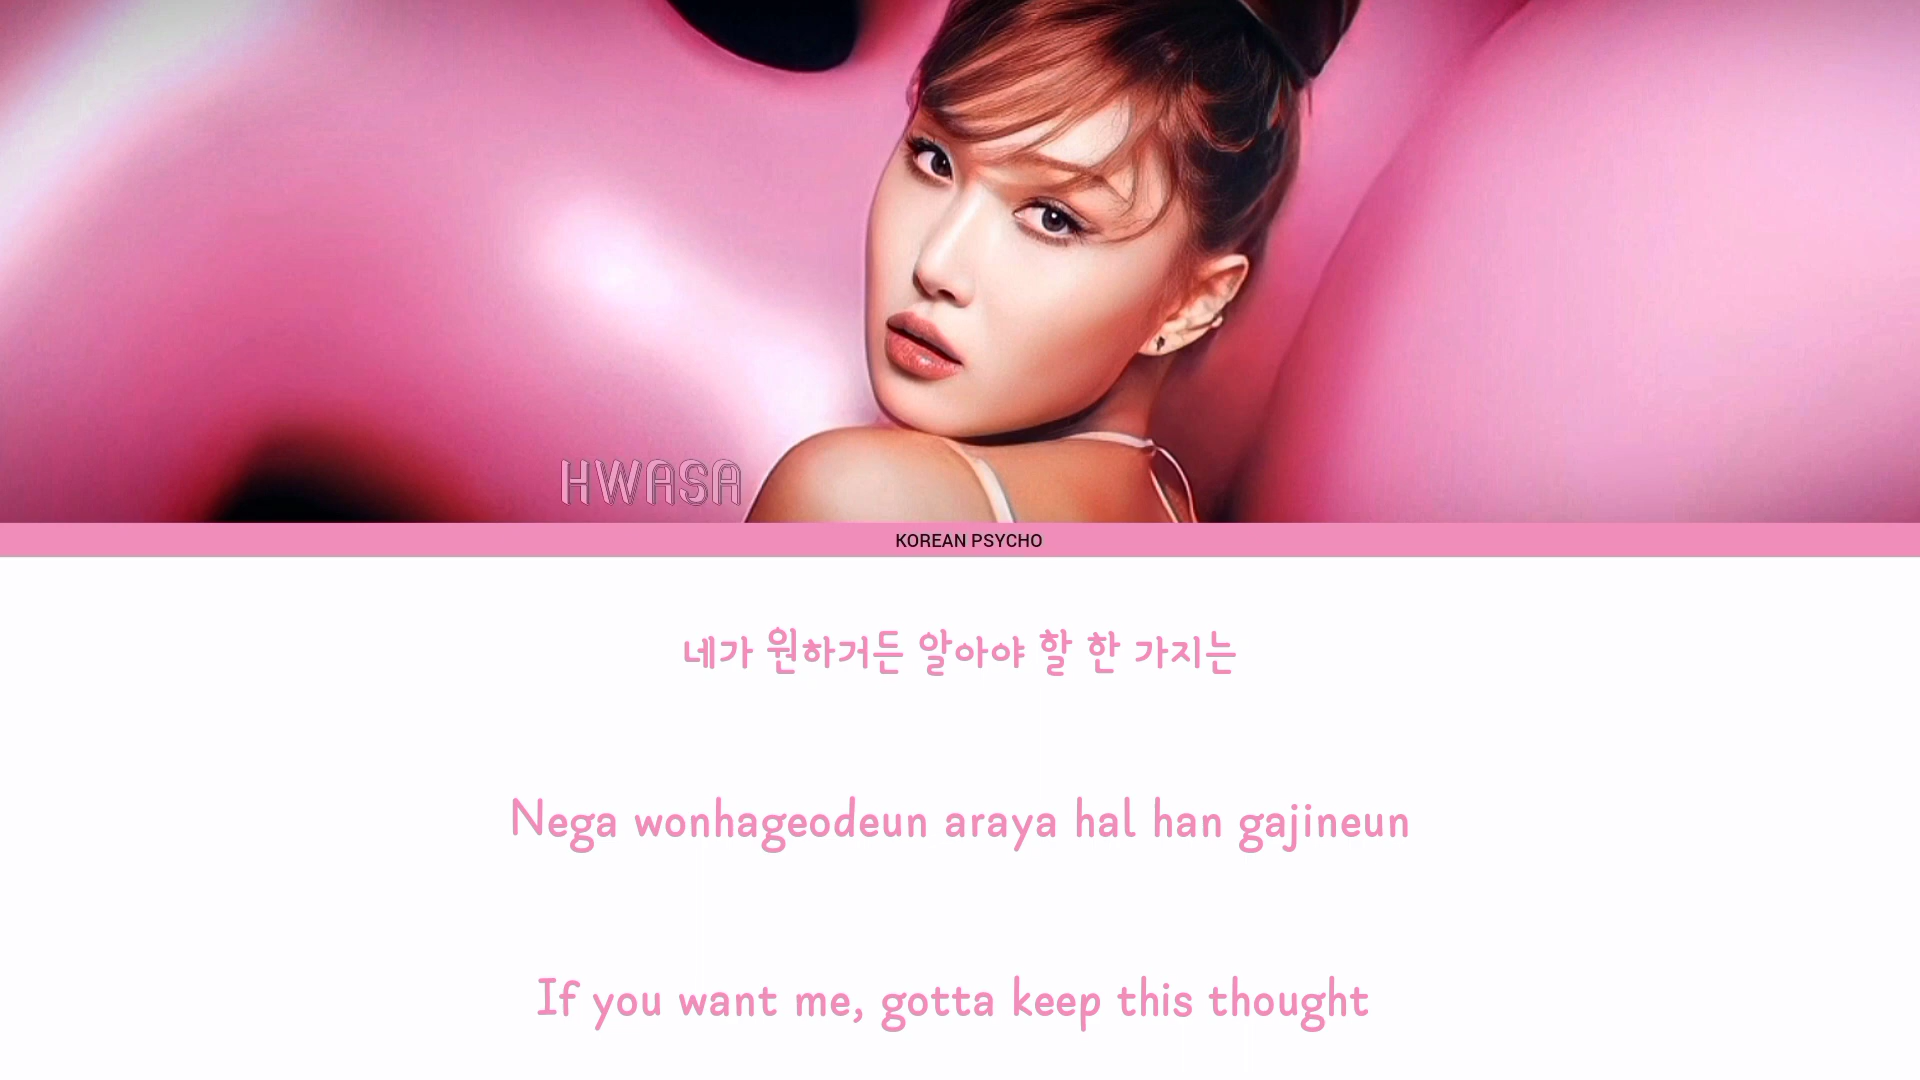 HWASA
KOREAN PSYCHO
네가 원하거든 알아야 할 한 가지는
Nega wonhageodeun araya hal han gajineun
If you want me, gotta keep this thought